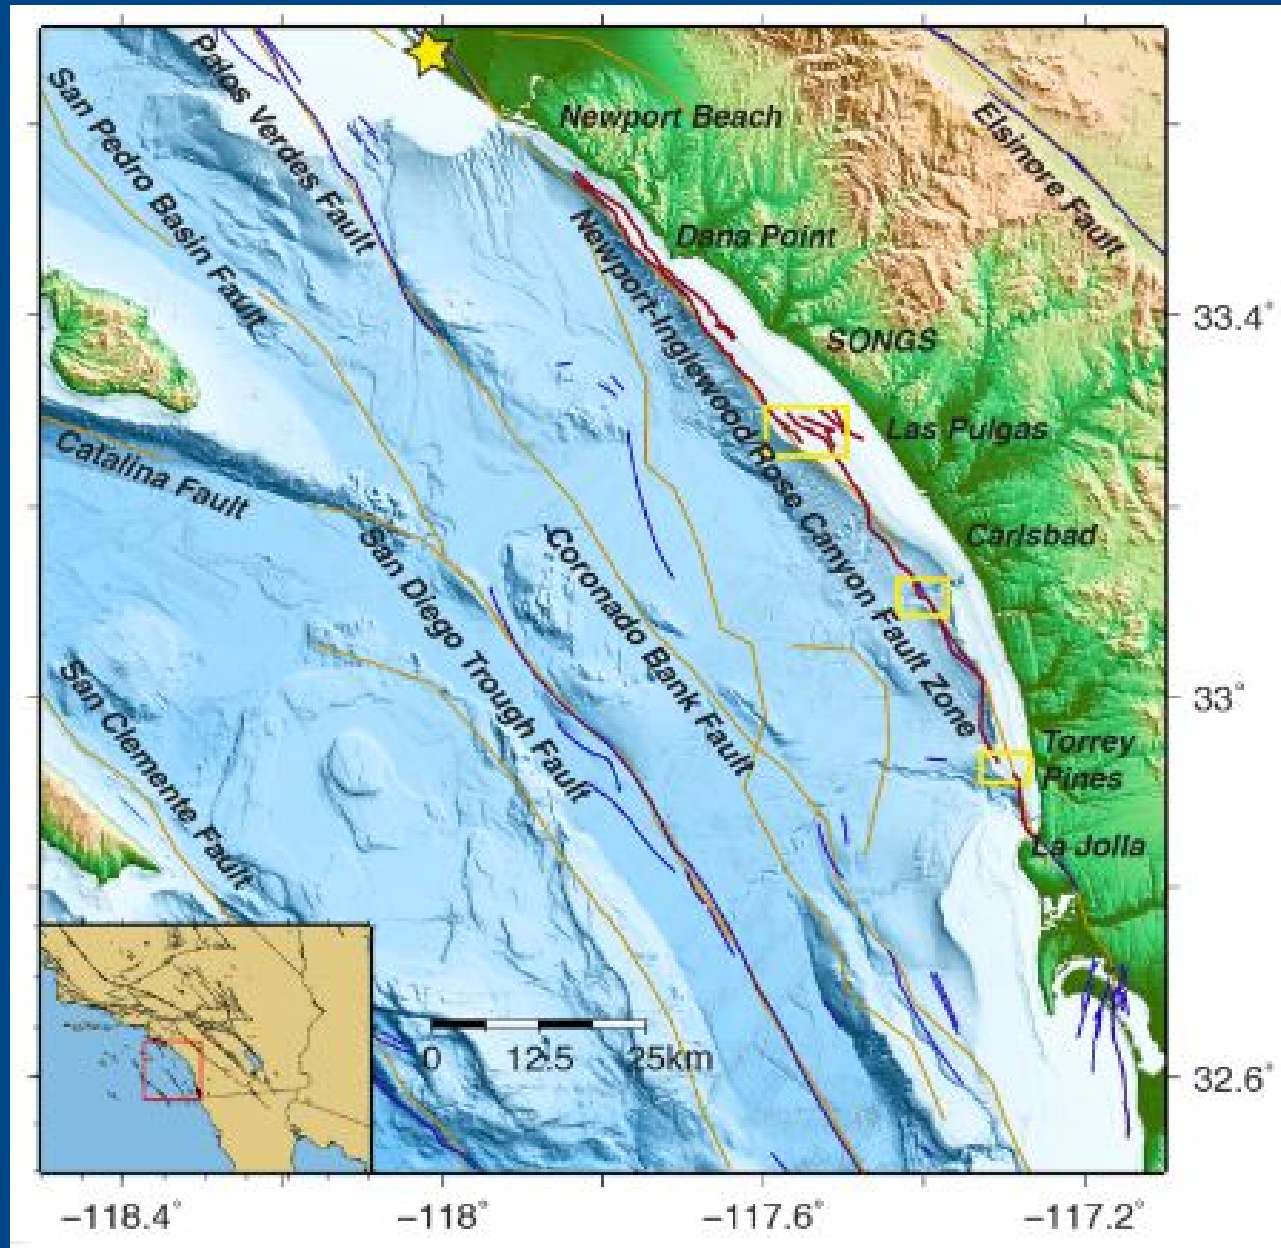 Palos Verdes Fault
San Pedro Basin Fault
Newport Beach
Elsinore Fault
Dana Point
Newport-Inglewood/Rose Canyon Fault Zone
33.4°
SONGS
Las Pulgas
Catalina Fault
Carlsbad
San Diego Trough Fault
Coronado Bank Fault
San Clemente Fault
33°
Torrey
Pines
La Jolla
0 12.5 25km
32.6°
−118.4° −118° −117.6° −117.2°